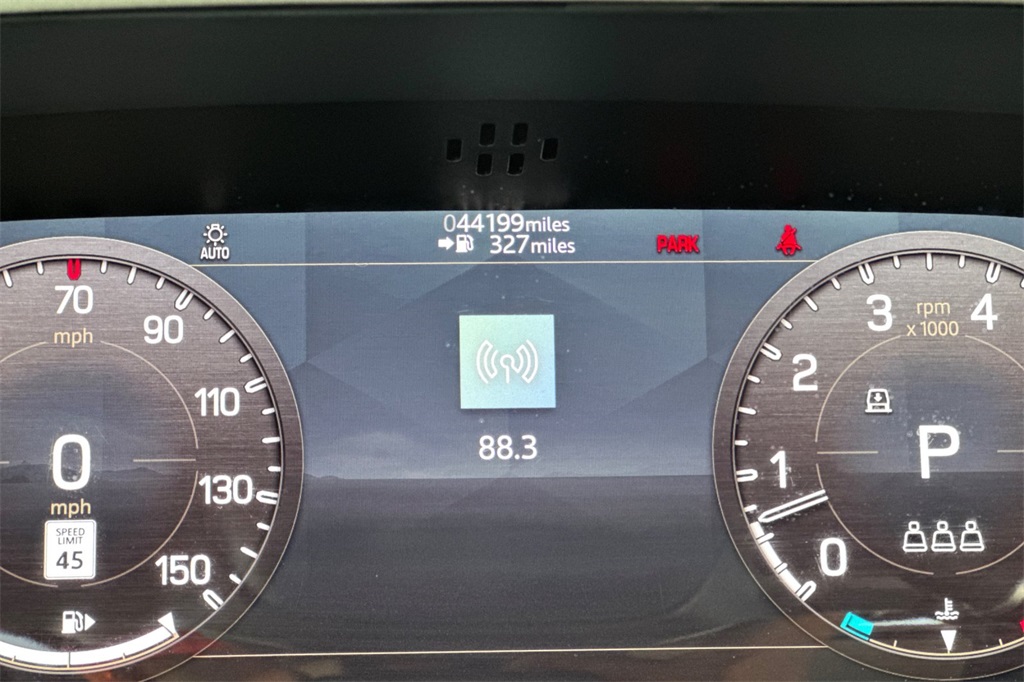 044199miles
327miles
AUTO
PARK
70
mph
90
110
130
150
0
mph
SPEED
LIMIT
45
88.3
3
rpm
x 1000
4
2
1
0
P